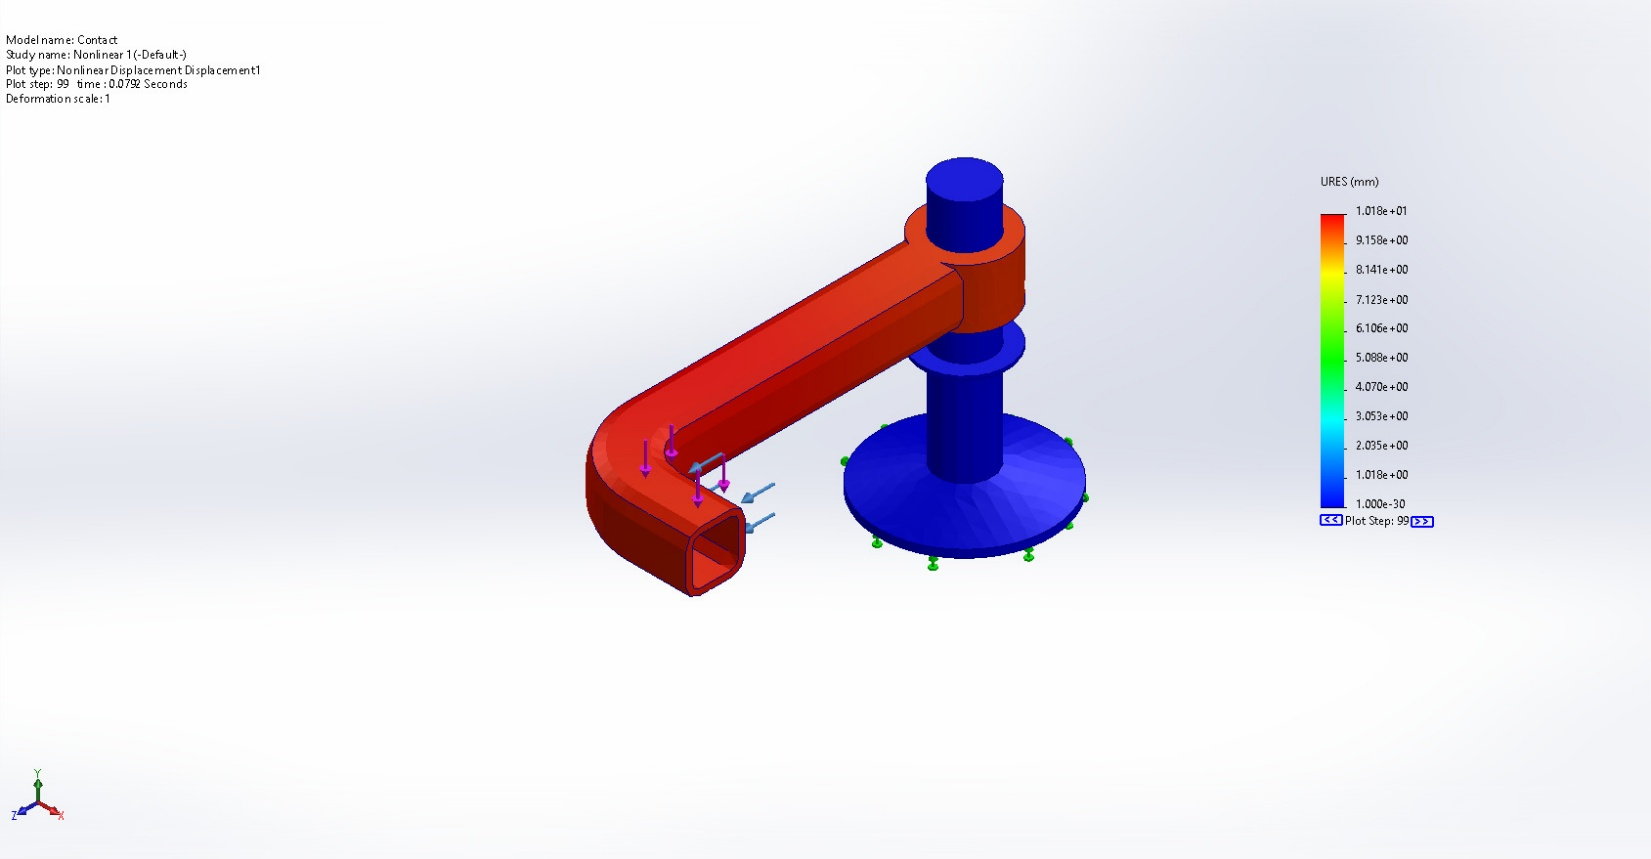 Model name: Contact
Study name: Nonlinear 1(-Default-)
Plot type: Nonlinear Displacement Displacement1
Plot step: 99 time : 0.0792 Seconds
Deformation scale: 1
URES (mm)
1.018e+01
9.158e+00
8.141e+00
7.123e+00
6.106e+00
5.088e+00
4.070e+00
3.053e+00
2.035e+00
1.018e+00
1.000e-30
<< Plot Step: 99 >>
Y
Z X